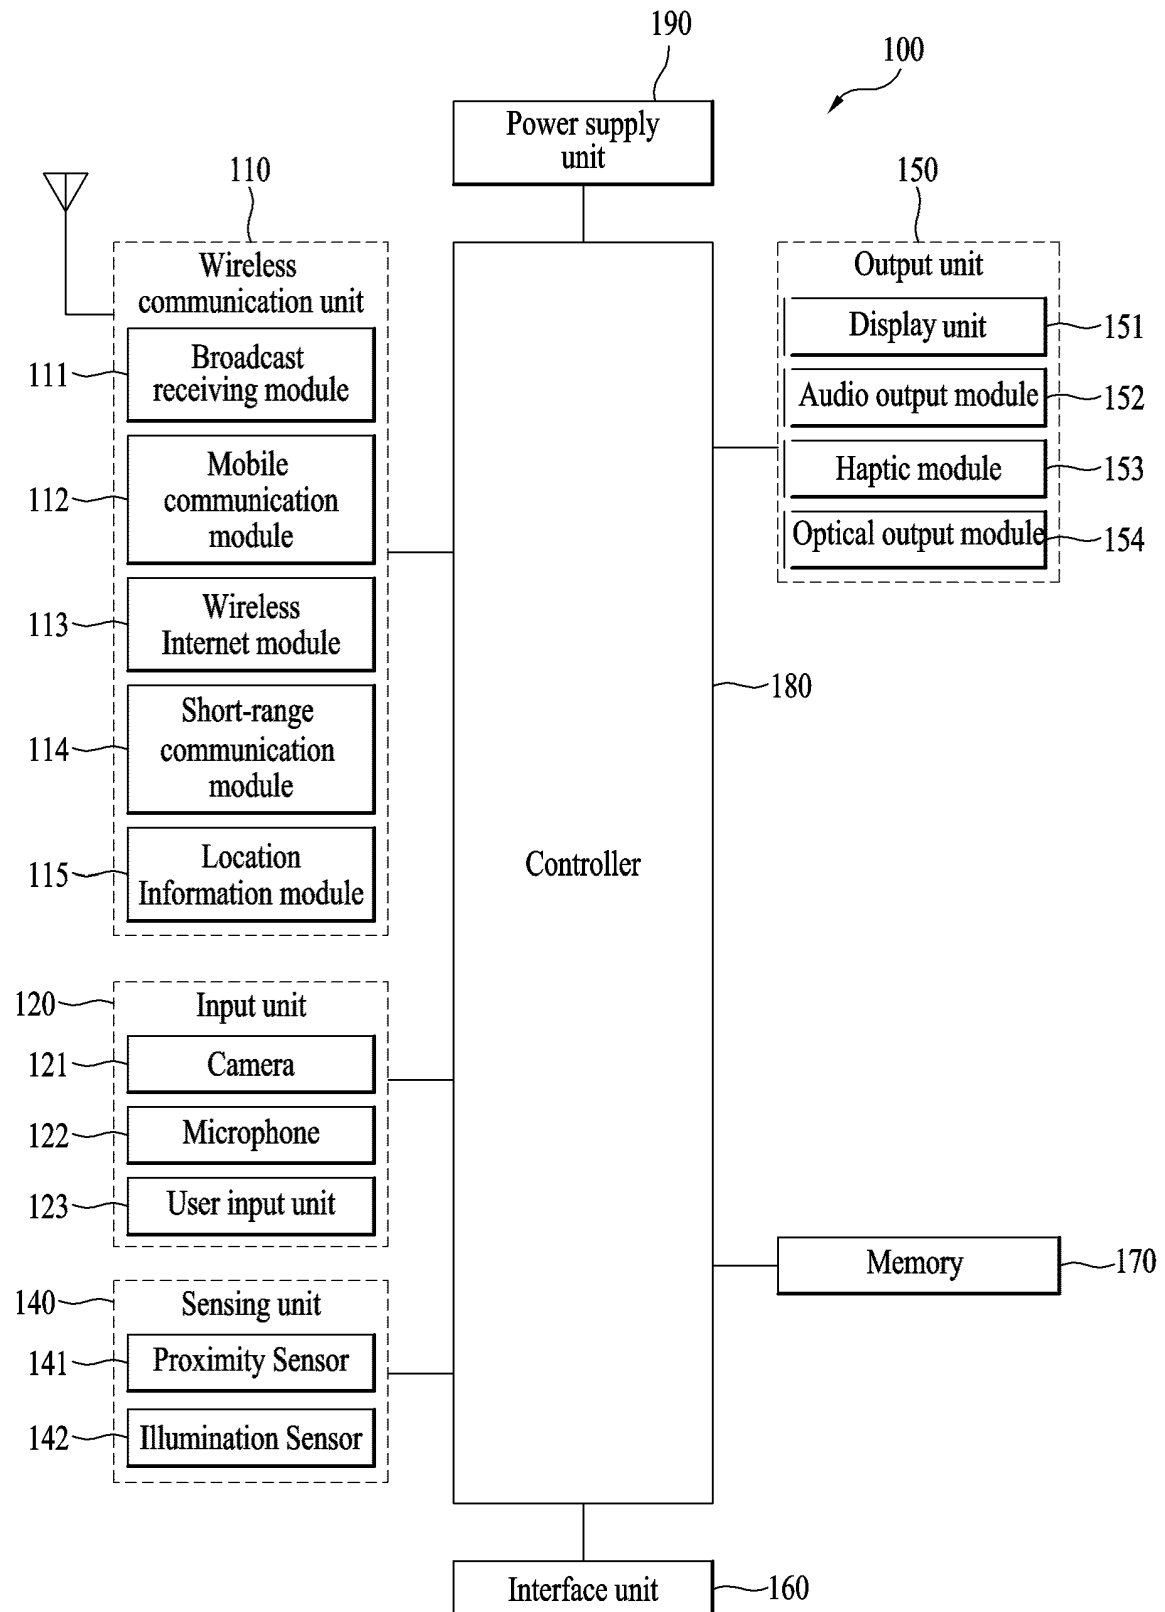 190
100
Power supply
unit
110
150
Wireless
communication unit
Output unit
111
Broadcast
receiving module
Display unit
151
112
Mobile
communication
module
Audio output module
152
Haptic module
153
Optical output module
154
113
Wireless
Internet module
180
114
Short-range
communication
module
Controller
115
Location
Information module
120
Input unit
121
Camera
122
Microphone
123
User input unit
Memory
170
140
Sensing unit
141
Proximity Sensor
142
Illumination Sensor
Interface unit
160